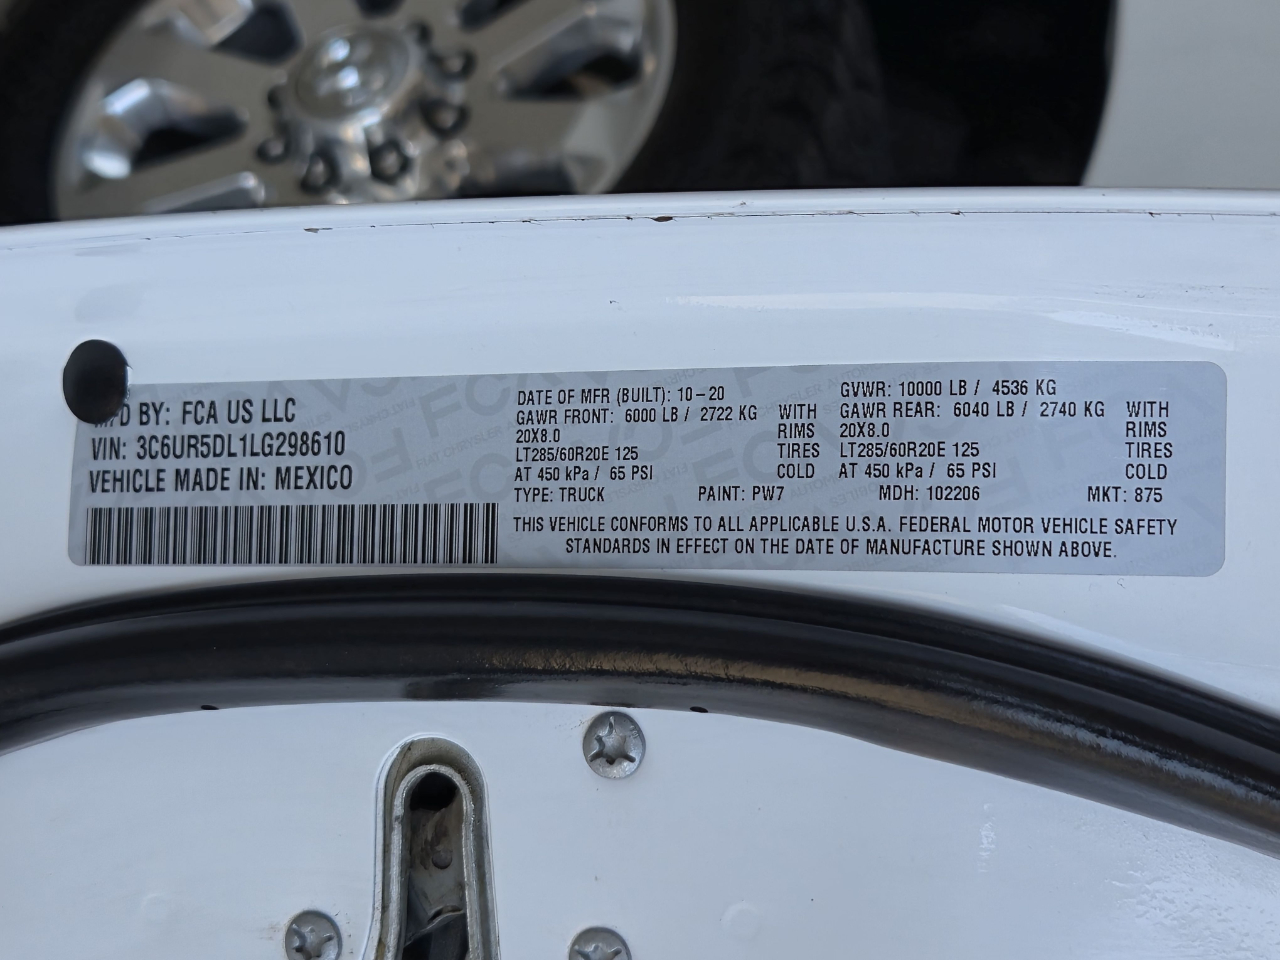 MFD BY: FCA US LLC
VIN: 3C6UR5DL1LG298610
VEHICLE MADE IN: MEXICO
DATE OF MFR (BUILT): 10-20
GVWR: 10000 LB / 4536 KG
GAWR FRONT: 6000 LB / 2722 KG WITH
20X8.0 RIMS
LT285/60R20E 125 TIRES
AT 450 kPa / 65 PSI COLD
GAWR REAR: 6040 LB / 2740 KG WITH
20X8.0 RIMS
LT285/60R20E 125 TIRES
AT 450 kPa / 65 PSI COLD
TYPE: TRUCK PAINT: PW7 MDH: 102206 MKT: 875
THIS VEHICLE CONFORMS TO ALL APPLICABLE U.S.A. FEDERAL MOTOR VEHICLE SAFETY
STANDARDS IN EFFECT ON THE DATE OF MANUFACTURE SHOWN ABOVE.